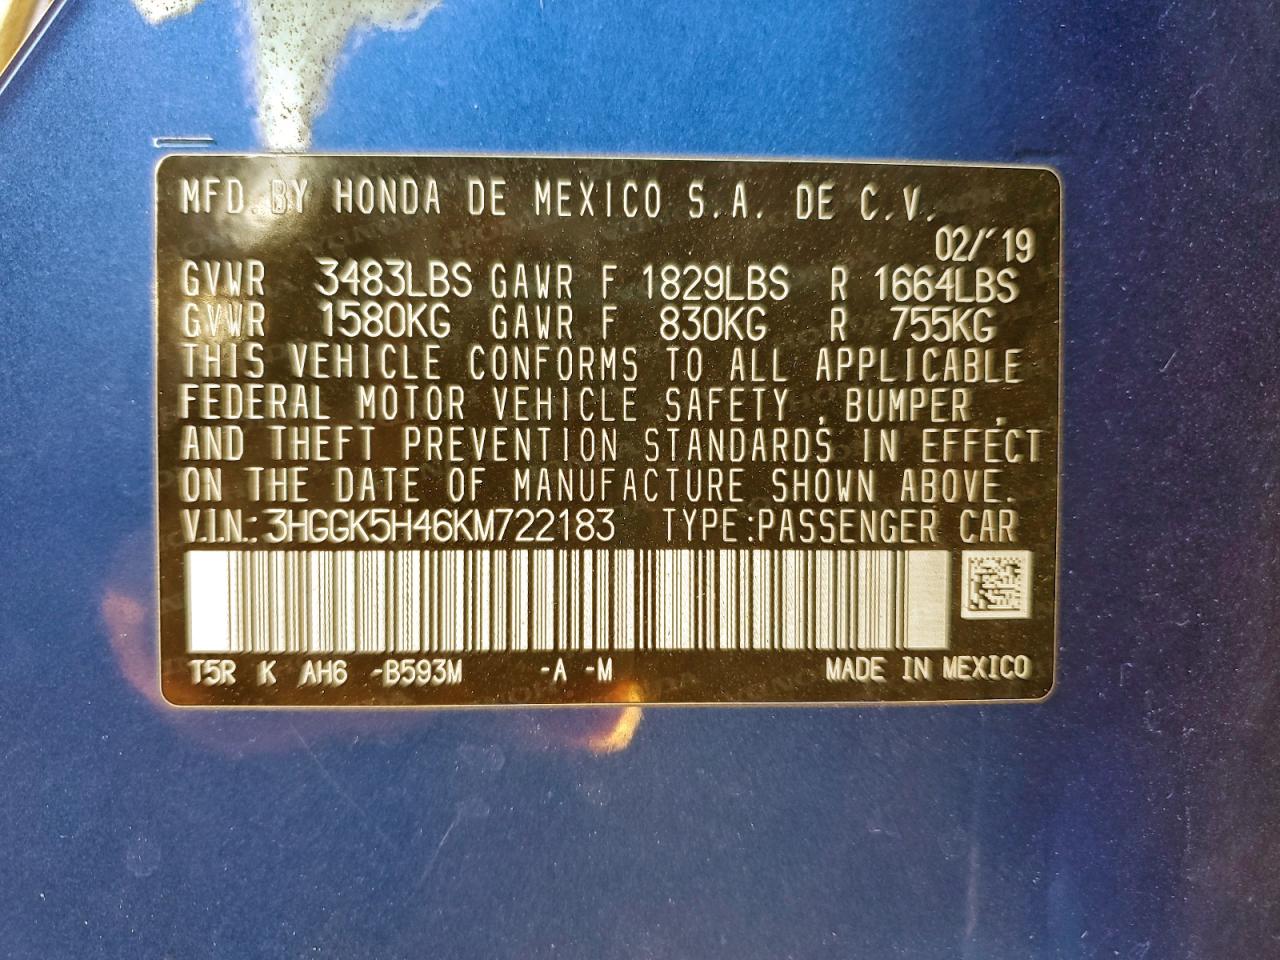 MFD. BY HONDA DE MEXICO S.A. DE C.V.
02/´19
GVWR 3483LBS GAWR F 1829LBS R 1664LBS
GVWR 1580KG GAWR F 830KG R 755KG
THIS VEHICLE CONFORMS TO ALL APPLICABLE
FEDERAL MOTOR VEHICLE SAFETY , BUMPER ,
AND THEFT PREVENTION STANDARDS IN EFFECT
ON THE DATE OF MANUFACTURE SHOWN ABOVE.
V.I.N.: 3HGGK5H46KM722183 TYPE:PASSENGER CAR
T5R K AH6 -B593M -A -M MADE IN MEXICO